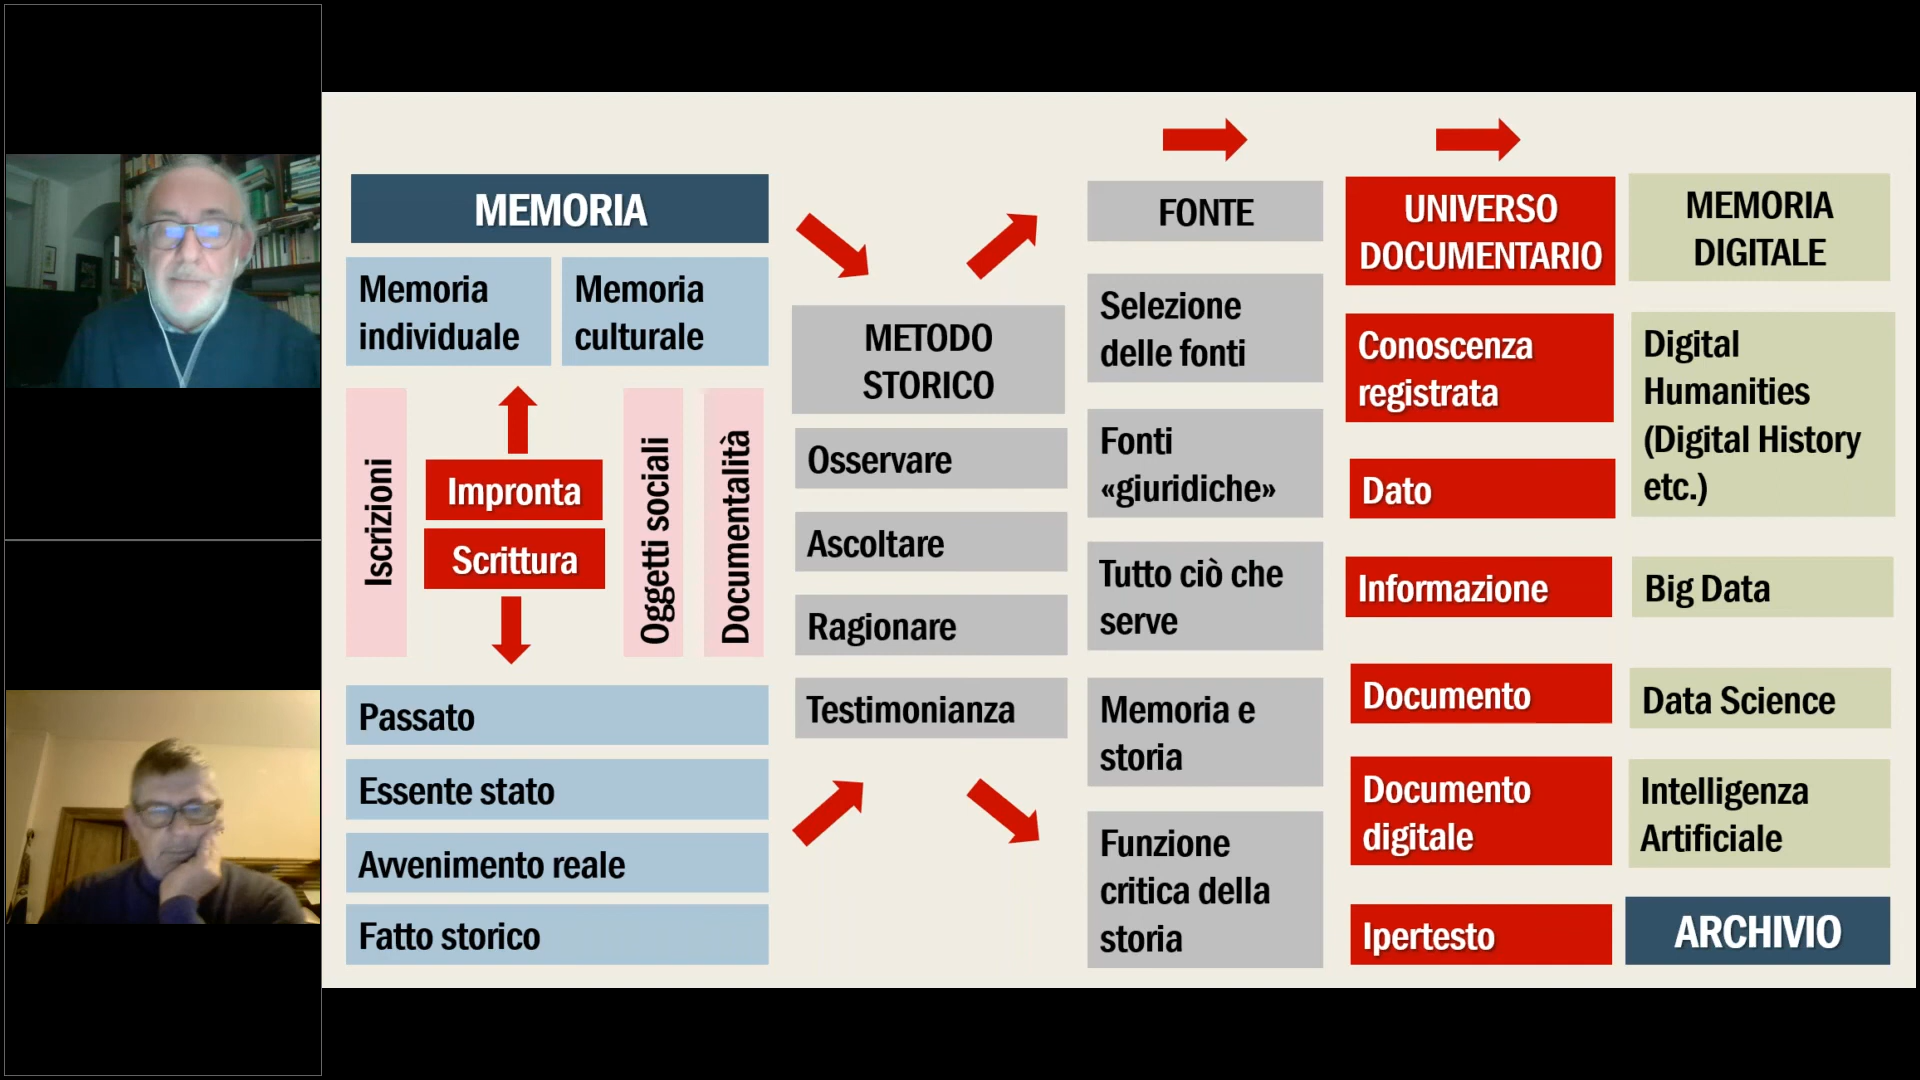 MEMORIA
Memoria
individuale
Memoria
culturale
Iscrizioni
Impronta
Scrittura
Oggetti sociali
Documentalità
Passato
Essente stato
Avvenimento reale
Fatto storico
METODO
STORICO
Osservare
Ascoltare
Ragionare
Testimonianza
FONTE
Selezione
delle fonti
Fonti
«giuridiche»
Tutto ciò che
serve
Memoria e
storia
Funzione
critica della
storia
UNIVERSO
DOCUMENTARIO
Conoscenza
registrata
Dato
Informazione
Documento
Documento
digitale
Ipertesto
MEMORIA
DIGITALE
Digital
Humanities
(Digital History
etc.)
Big Data
Data Science
Intelligenza
Artificiale
ARCHIVIO